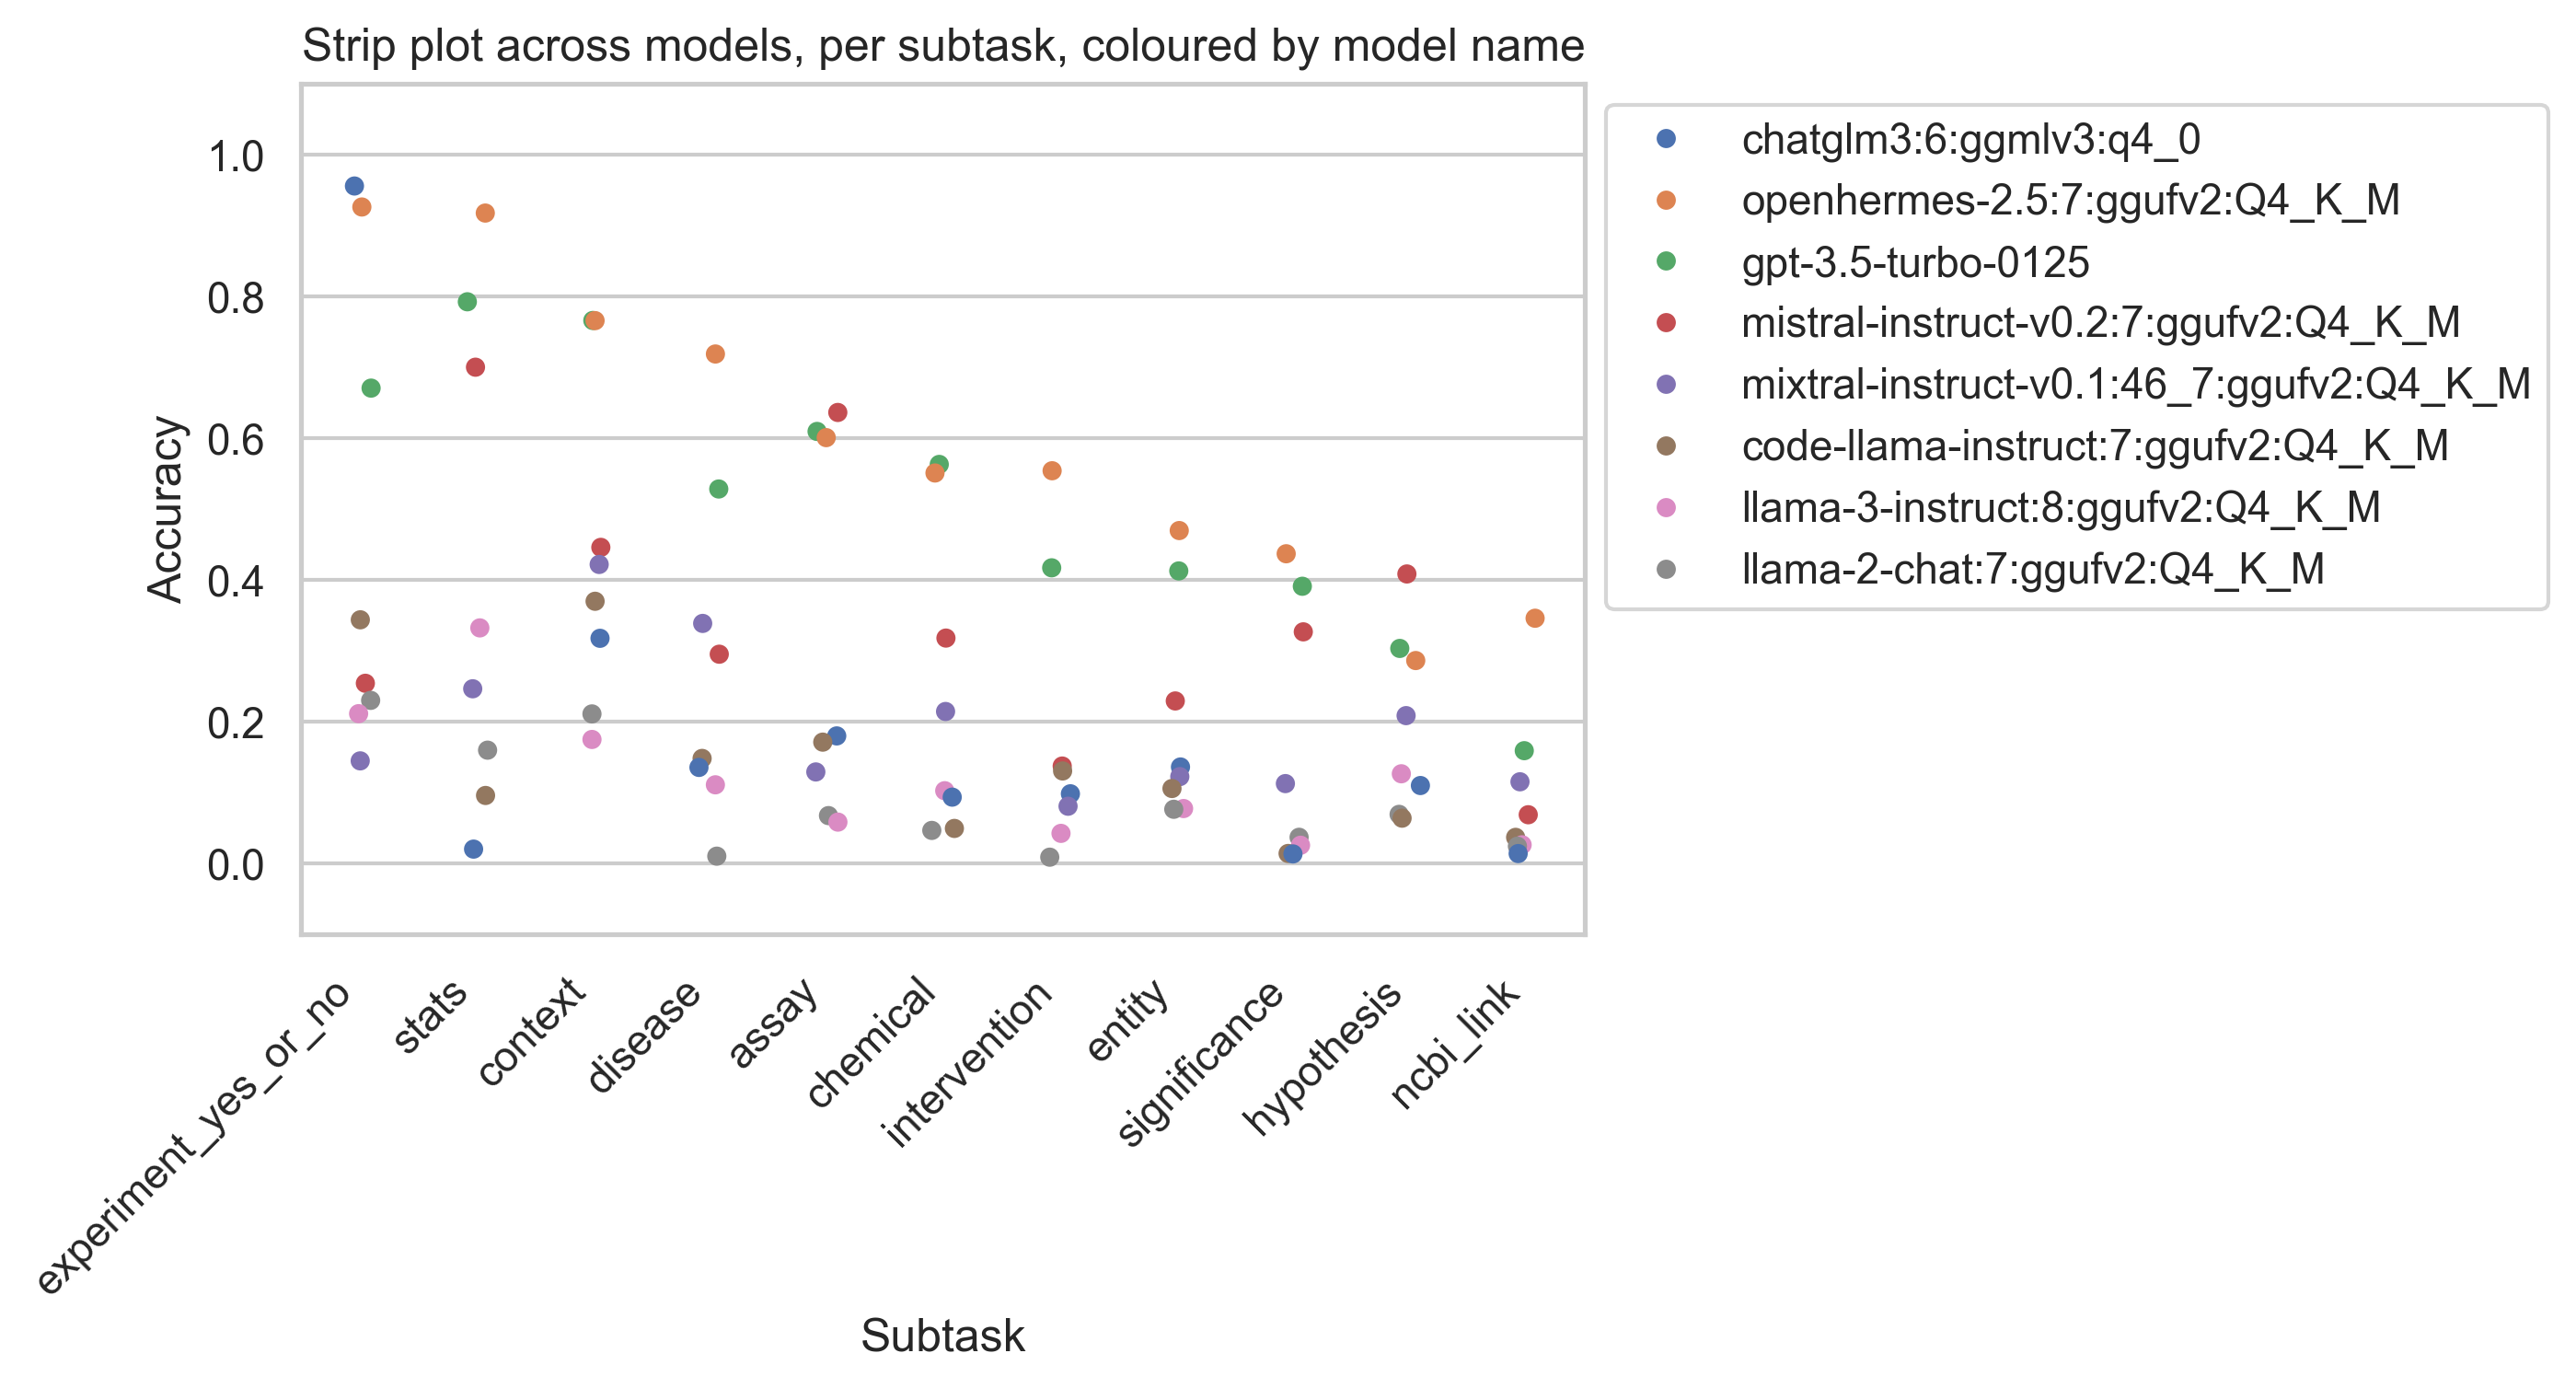 Strip plot across models, per subtask, coloured by model name
1.0
0.8
0.6
0.4
0.2
0.0
Accuracy
experiment_yes_or_no
stats
context
disease
assay
chemical
intervention
entity
significance
hypothesis
ncbi_link
Subtask
chatglm3:6:ggmlv3:q4_0
openhermes-2.5:7:ggufv2:Q4_K_M
gpt-3.5-turbo-0125
mistral-instruct-v0.2:7:ggufv2:Q4_K_M
mixtral-instruct-v0.1:46_7:ggufv2:Q4_K_M
code-llama-instruct:7:ggufv2:Q4_K_M
llama-3-instruct:8:ggufv2:Q4_K_M
llama-2-chat:7:ggufv2:Q4_K_M